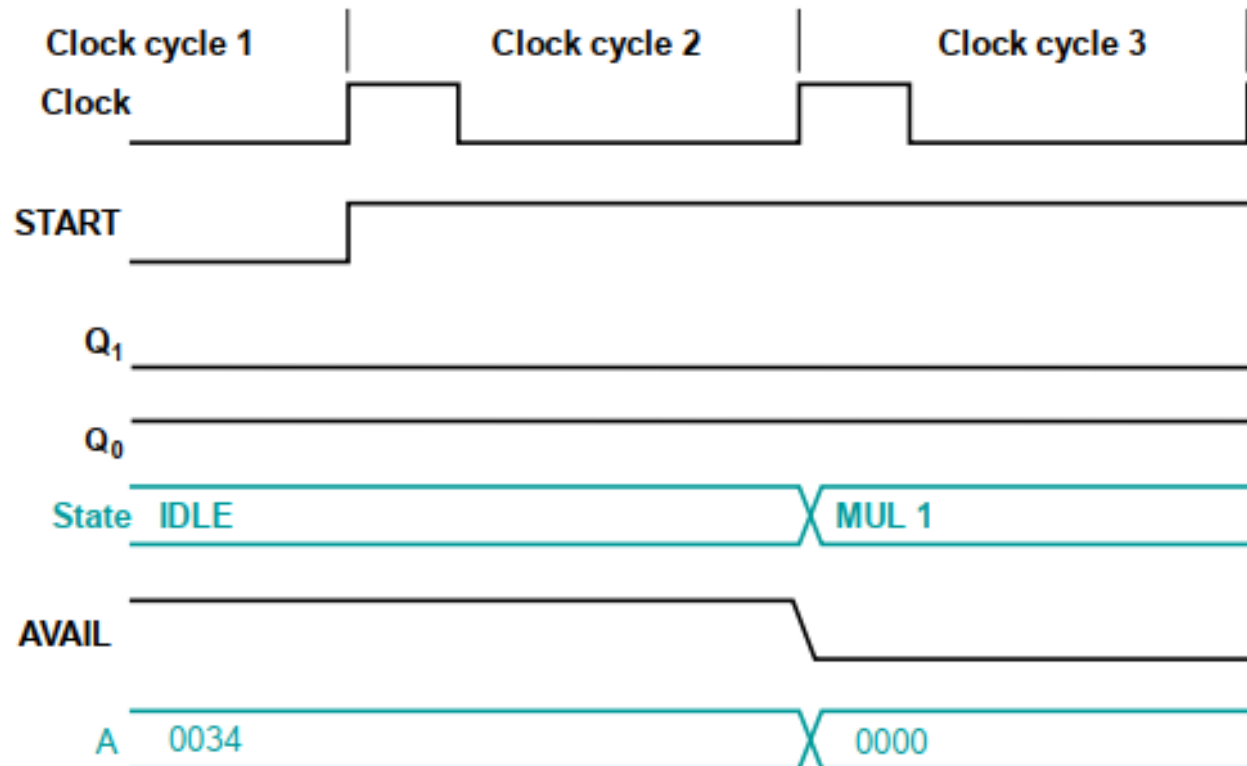 Clock cycle 1 Clock cycle 2 Clock cycle 3
Clock
START
Q₁
Q₀
State IDLE MUL 1
AVAIL
A 0034 0000